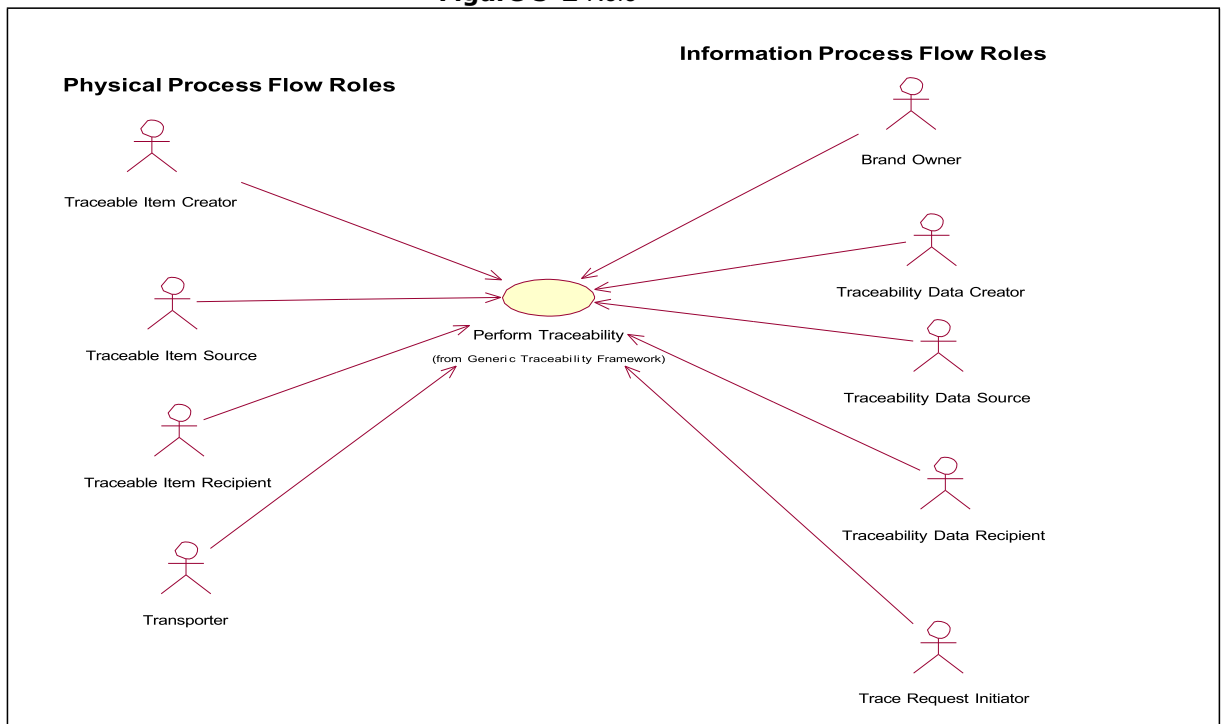 Physical Process Flow Roles
Traceable Item Creator
Traceable Item Source
Traceable Item Recipient
Transporter
Perform Traceability
(from Generic Traceability Framework)
Information Process Flow Roles
Brand Owner
Traceability Data Creator
Traceability Data Source
Traceability Data Recipient
Trace Request Initiator